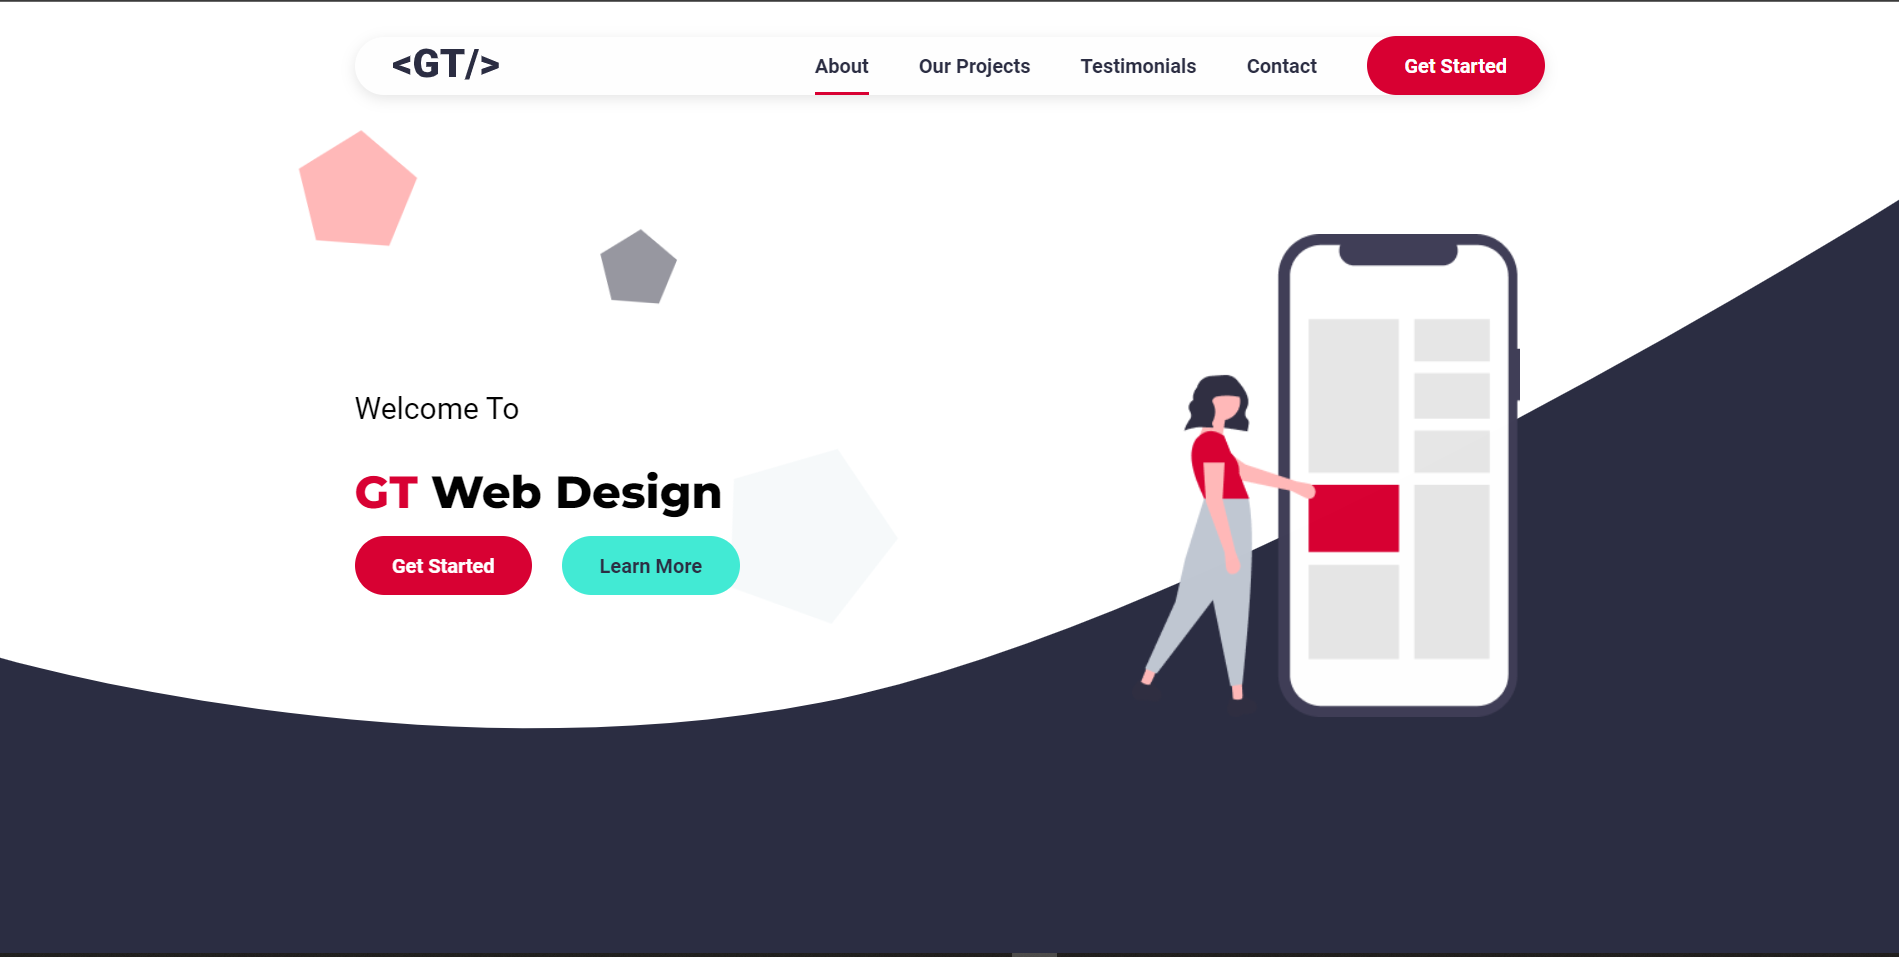 <GT/>
About Our Projects Testimonials Contact Get Started
Welcome To
GT Web Design
Get Started Learn More